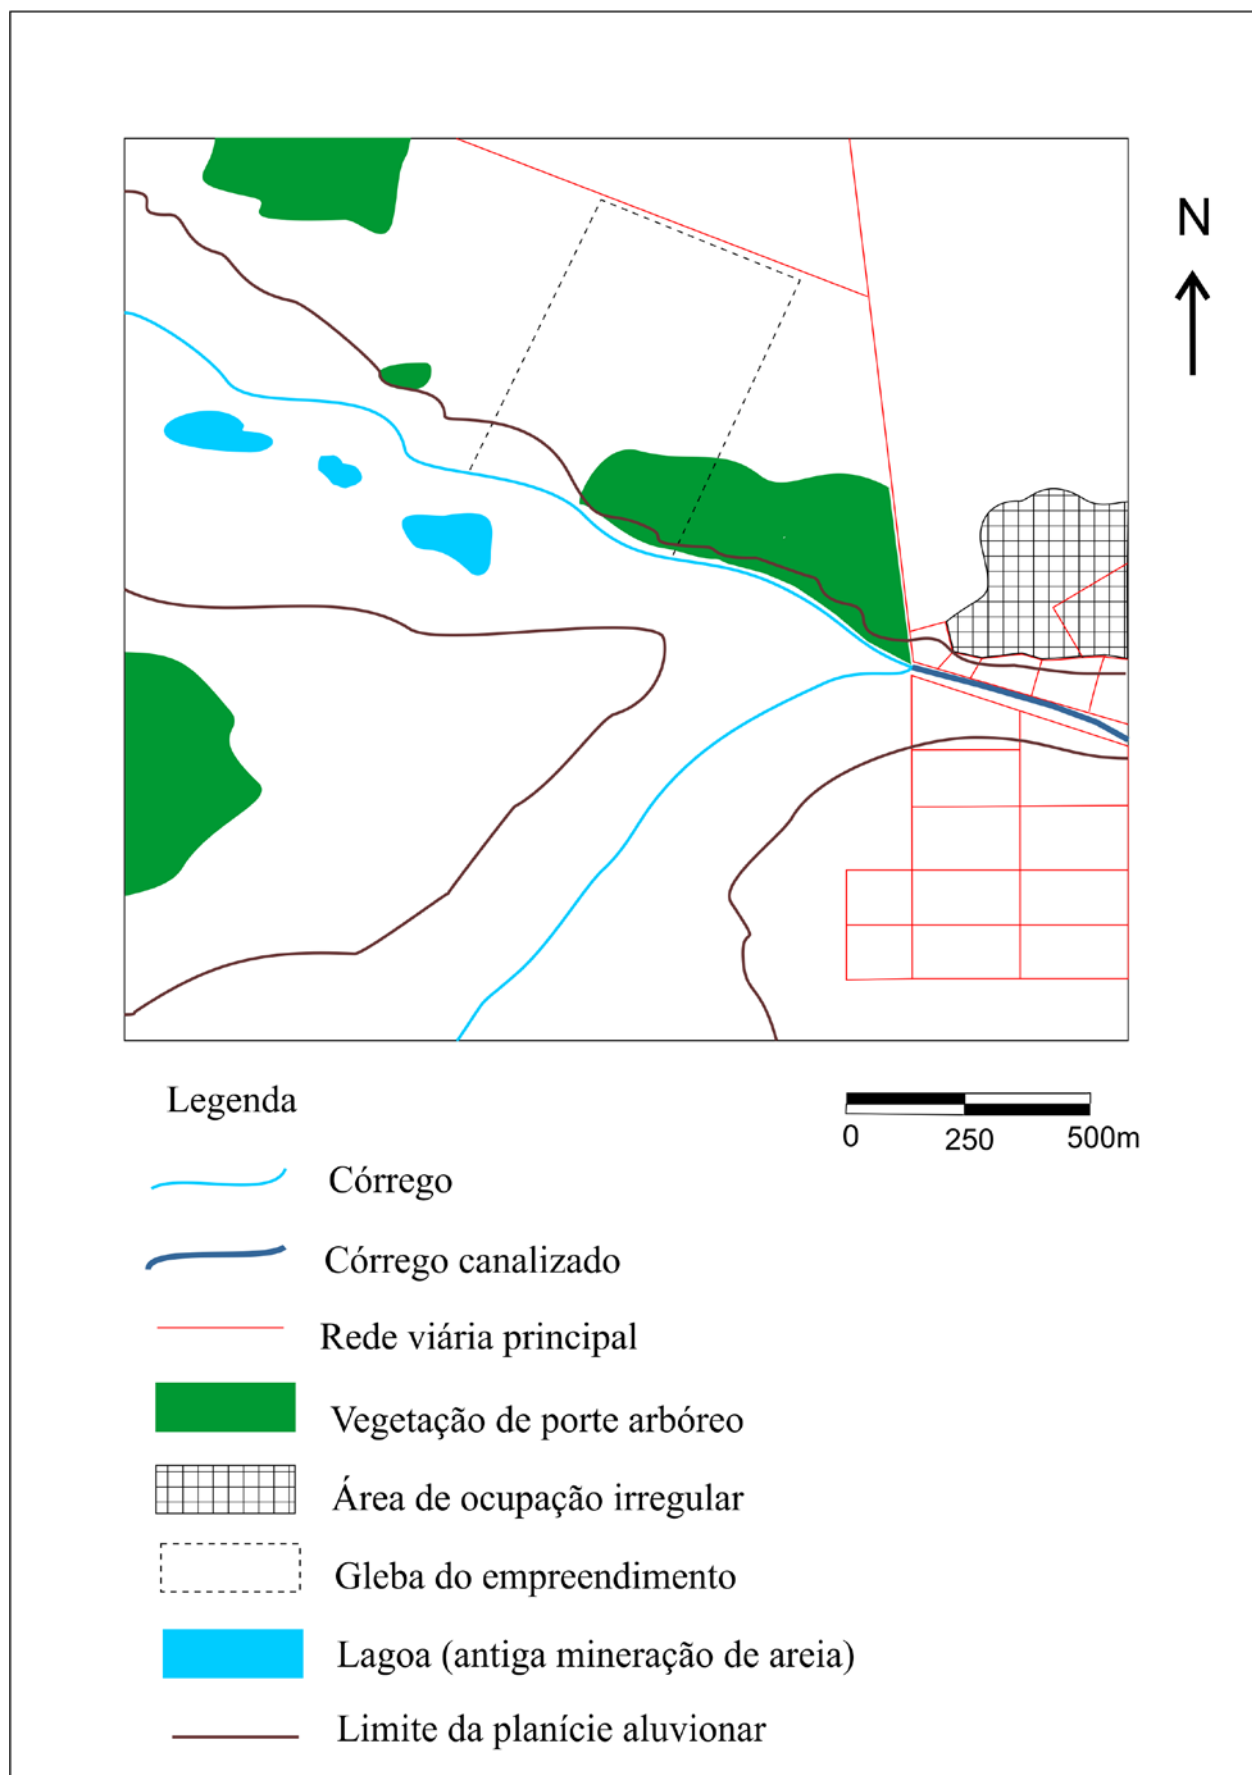 N
Legenda
0 250 500m
Córrego
Córrego canalizado
Rede viária principal
Vegetação de porte arbóreo
Área de ocupação irregular
Gleba do empreendimento
Lagoa (antiga mineração de areia)
Limite da planície aluvionar